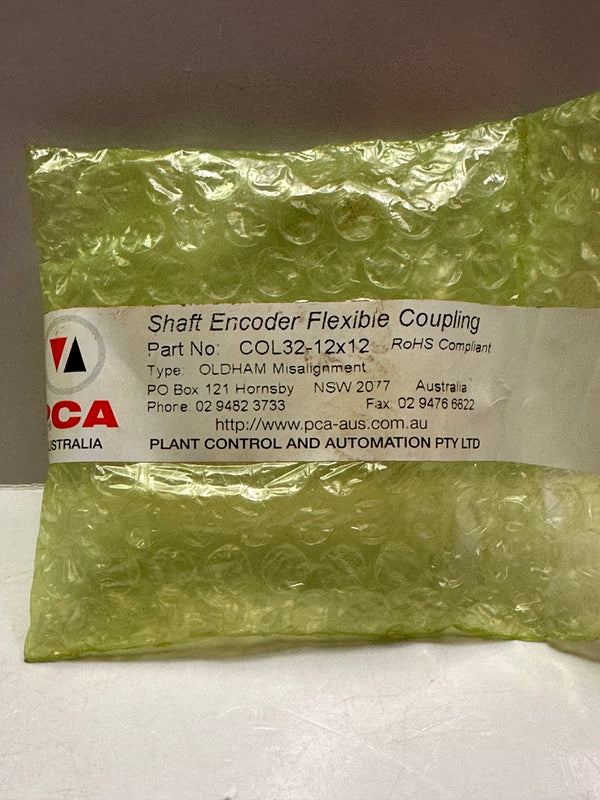 Shaft Encoder Flexible Coupling
Part No: COL32-12x12 RoHS Compliant
Type: OLDHAM Misalignment
PO Box 121 Hornsby NSW 2077 Australia
Phone: 02 9482 3733 Fax: 02 9476 6822
http://www.pca-aus.com.au
PLANT CONTROL AND AUTOMATION PTY LTD
PCA
AUSTRALIA